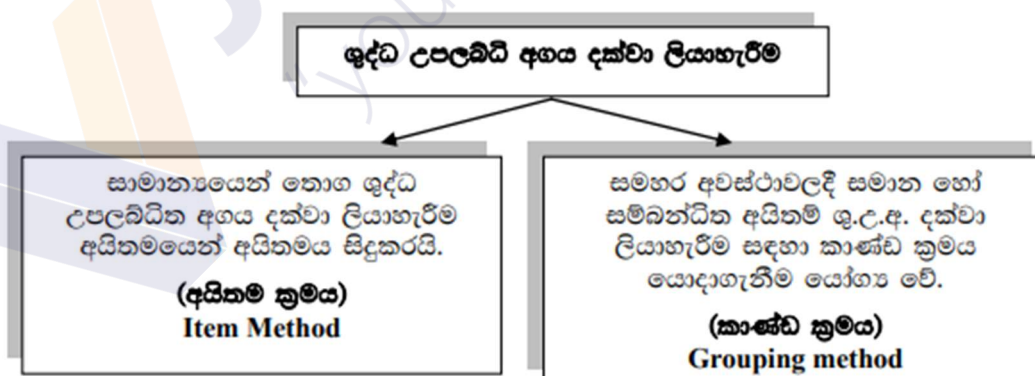 ශුද්ධ උපලබ්ධි අගය දක්වා ලියාහැරීම
සාමාන්‍යයෙන් තොග ශුද්ධ
උපලබ්ධිත අගය දක්වා ලියාහැරීම
අයිතමයෙන් අයිතමය සිදුකරයි.
(අයිතම ක්‍රමය)
Item Method
සමහර අවස්ථාවලදී සමාන හෝ
සම්බන්ධිත අයිතම් ශු.උ.අ. දක්වා
ලියාහැරීම සඳහා කාණ්ඩ ක්‍රමය
යොදාගැනීම යෝග්‍ය වේ.
(කාණ්ඩ ක්‍රමය)
Grouping method
"you